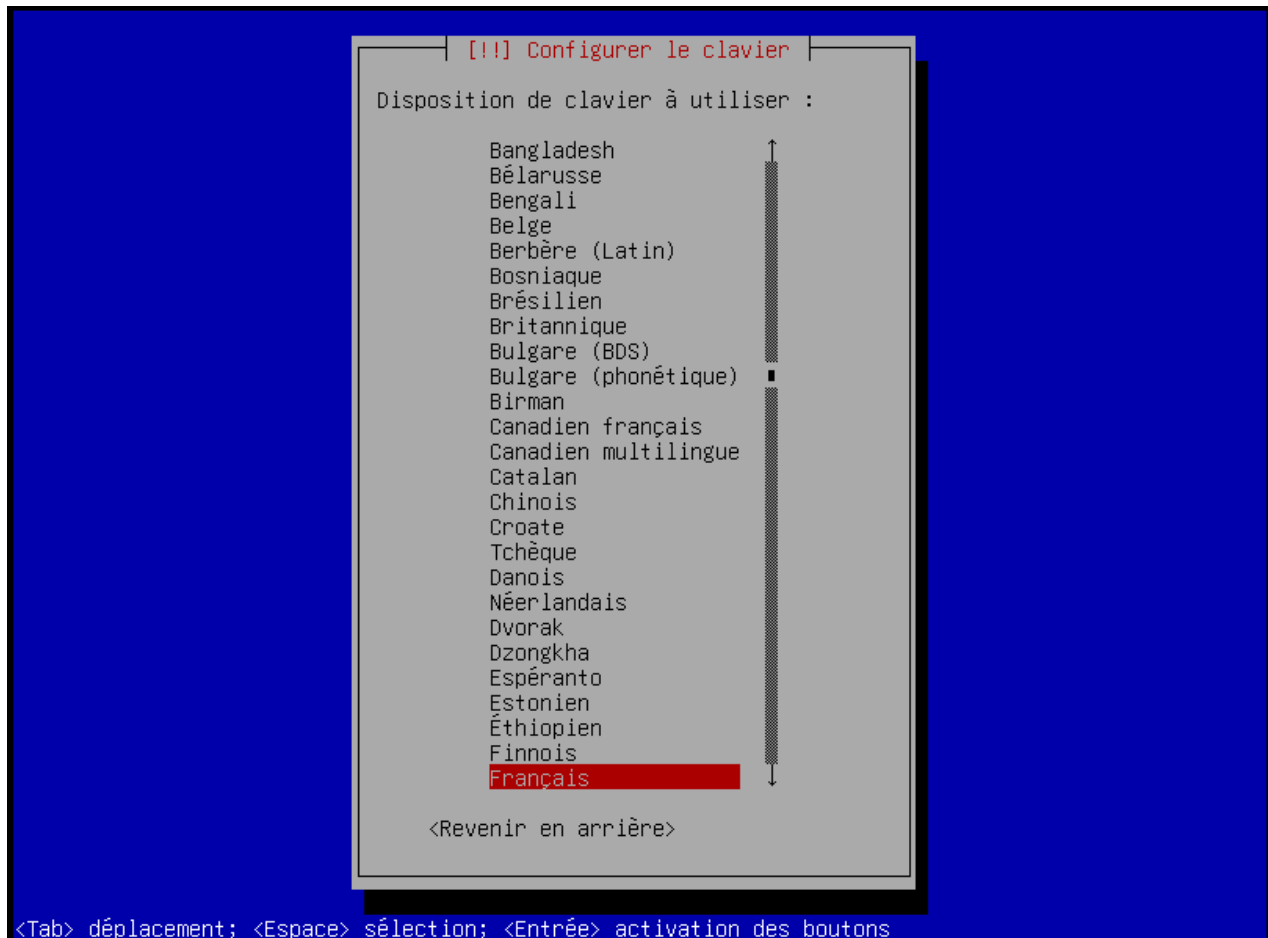 [!!] Configurer le clavier
Disposition de clavier à utiliser :
Bangladesh
Bélarusse
Bengali
Belge
Berbère (Latin)
Bosniaque
Brésilien
Britannique
Bulgare (BDS)
Bulgare (phonétique)
Birman
Canadien français
Canadien multilingue
Catalan
Chinois
Croate
Tchèque
Danois
Néerlandais
Dvorak
Dzongkha
Espéranto
Estonien
Éthiopien
Finnois
Français
<Revenir en arrière>
<Tab> déplacement; <Espace> sélection; <Entrée> activation des boutons